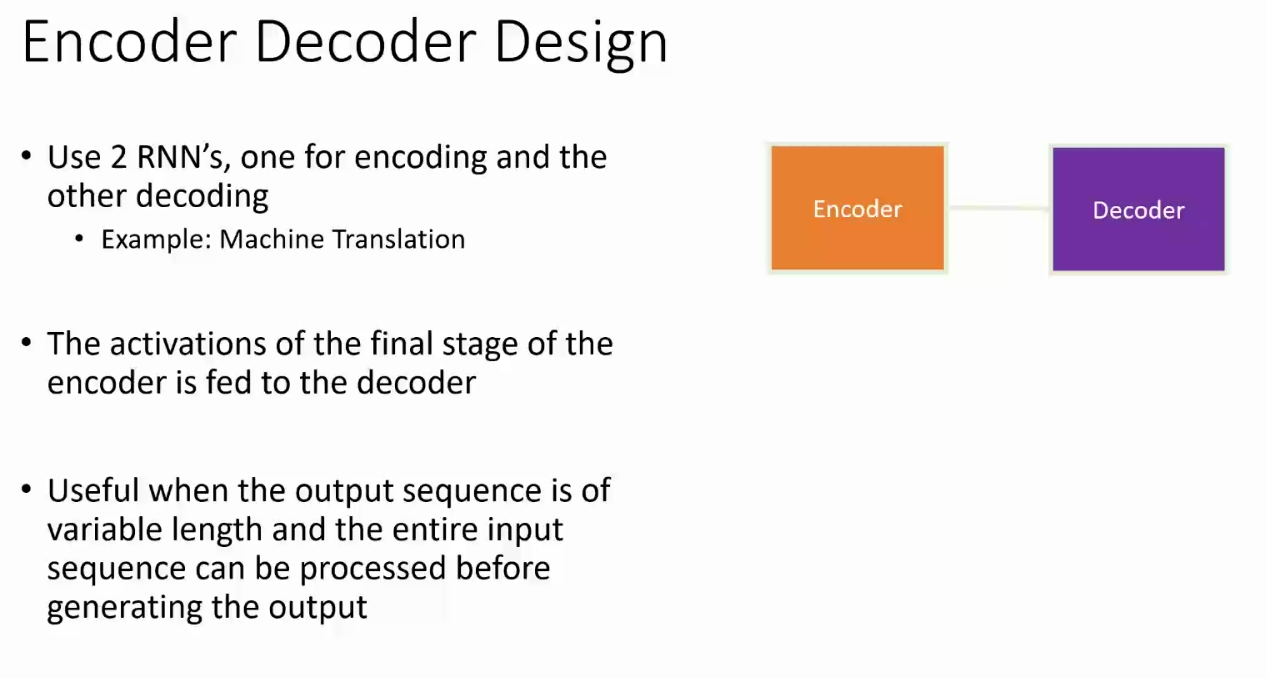 Encoder Decoder Design
• Use 2 RNN’s, one for encoding and the
other decoding
• Example: Machine Translation
• The activations of the final stage of the
encoder is fed to the decoder
• Useful when the output sequence is of
variable length and the entire input
sequence can be processed before
generating the output
Encoder
Decoder